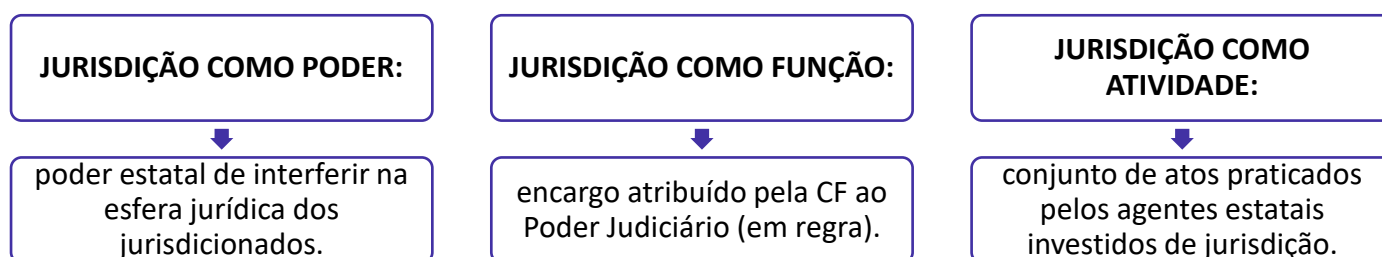 JURISDIÇÃO COMO PODER:
poder estatal de interferir na
esfera jurídica dos
jurisdicionados.
JURISDIÇÃO COMO FUNÇÃO:
encargo atribuído pela CF ao
Poder Judiciário (em regra).
JURISDIÇÃO COMO
ATIVIDADE:
conjunto de atos praticados
pelos agentes estatais
investidos de jurisdição.